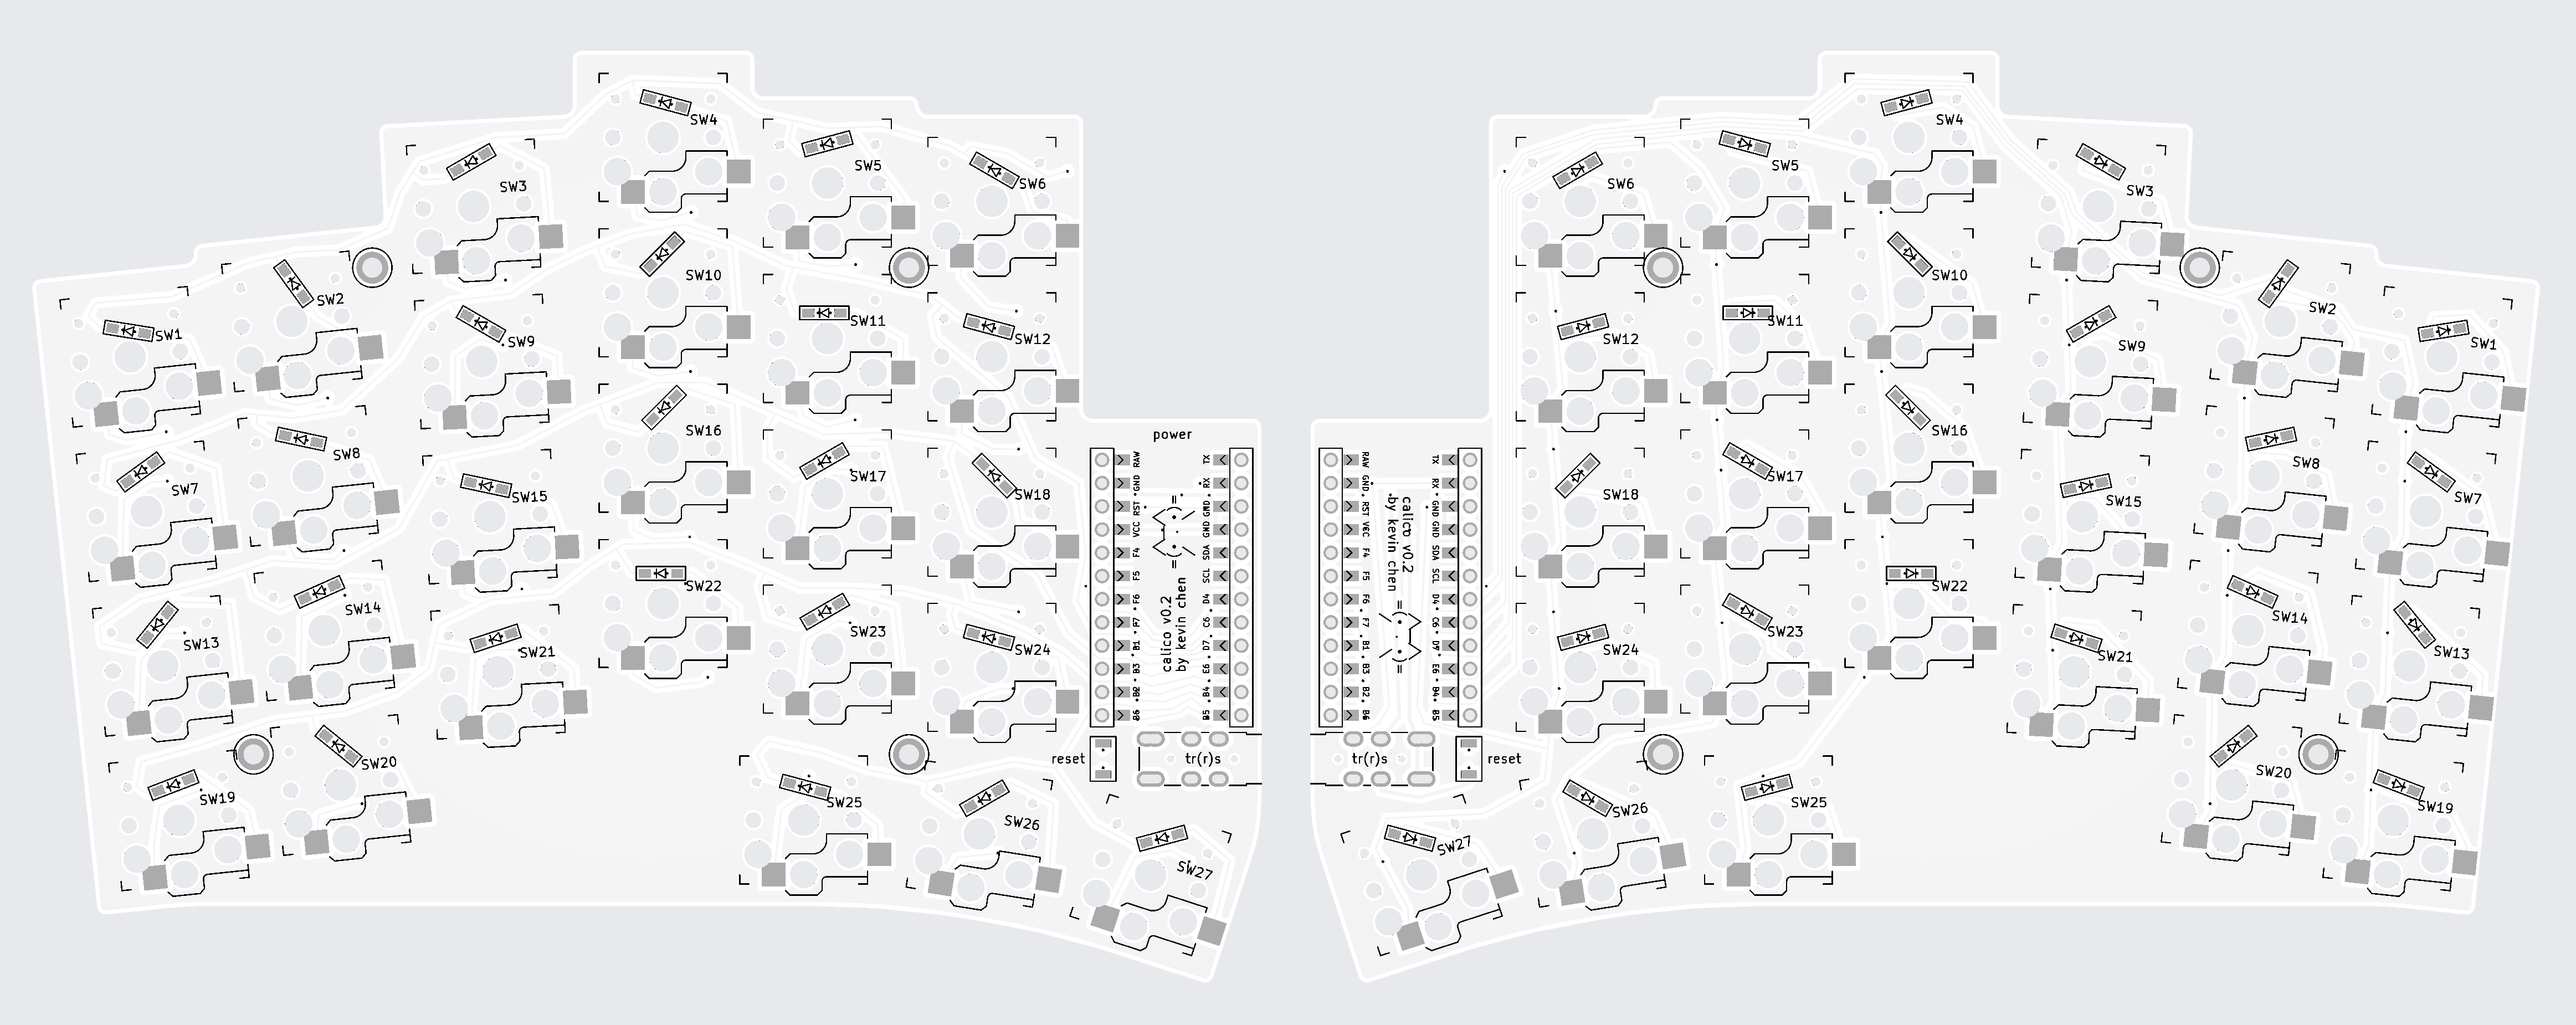 SW4
SW5
SW3
SW6
SW2
SW10
SW1
SW9
SW11
SW12
SW16
SW8
SW17
SW7
SW15
SW18
SW22
SW14
SW23
SW13
SW21
SW24
SW20
SW19
SW25
SW26
SW27
power
RAW
GND
RST
VCC
F4
F5
F6
F7
B1
B3
B2
B6
TX
RX
GND
GND
SDA
SCL
D4
C6
D7
E6
B4
B5
=(^.^)=
calico v0.2
by kevin chen
reset
tr(r)s
RAW
GND
RST
VCC
F4
F5
F6
F7
B1
B3
B2
B6
TX
RX
GND
GND
SDA
SCL
D4
C6
D7
E6
B4
B5
calico v0.2
by kevin chen
tr(r)s
reset
SW4
SW5
SW6
SW3
SW10
SW2
SW11
SW12
SW1
SW9
SW16
SW8
SW17
SW18
SW7
SW15
SW22
SW14
SW23
SW24
SW13
SW21
SW20
SW19
SW25
SW26
SW27